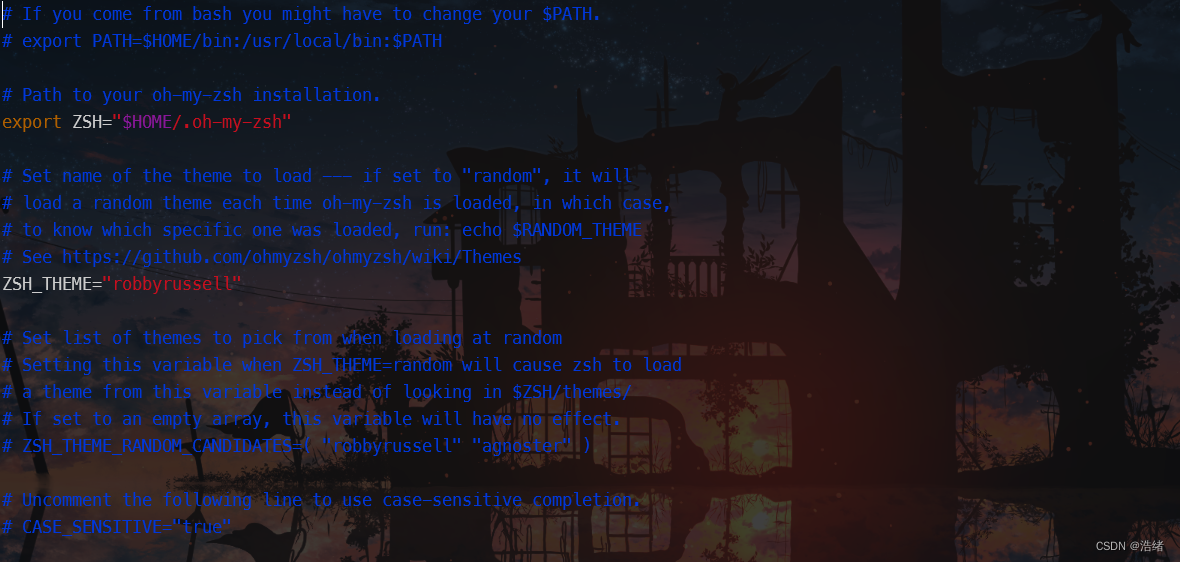 # If you come from bash you might have to change your $PATH.
# export PATH=$HOME/bin:/usr/local/bin:$PATH
# Path to your oh-my-zsh installation.
export ZSH="$HOME/.oh-my-zsh"
# Set name of the theme to load --- if set to "random", it will
# load a random theme each time oh-my-zsh is loaded, in which case,
# to know which specific one was loaded, run: echo $RANDOM_THEME
# See https://github.com/ohmyzsh/ohmyzsh/wiki/Themes
ZSH_THEME="robbyrussell"
# Set list of themes to pick from when loading at random
# Setting this variable when ZSH_THEME=random will cause zsh to load
# a theme from this variable instead of looking in $ZSH/themes/
# If set to an empty array, this variable will have no effect.
# ZSH_THEME_RANDOM_CANDIDATES=( "robbyrussell" "agnoster" )
# Uncomment the following line to use case-sensitive completion.
# CASE_SENSITIVE="true"
CSDN @浩绪